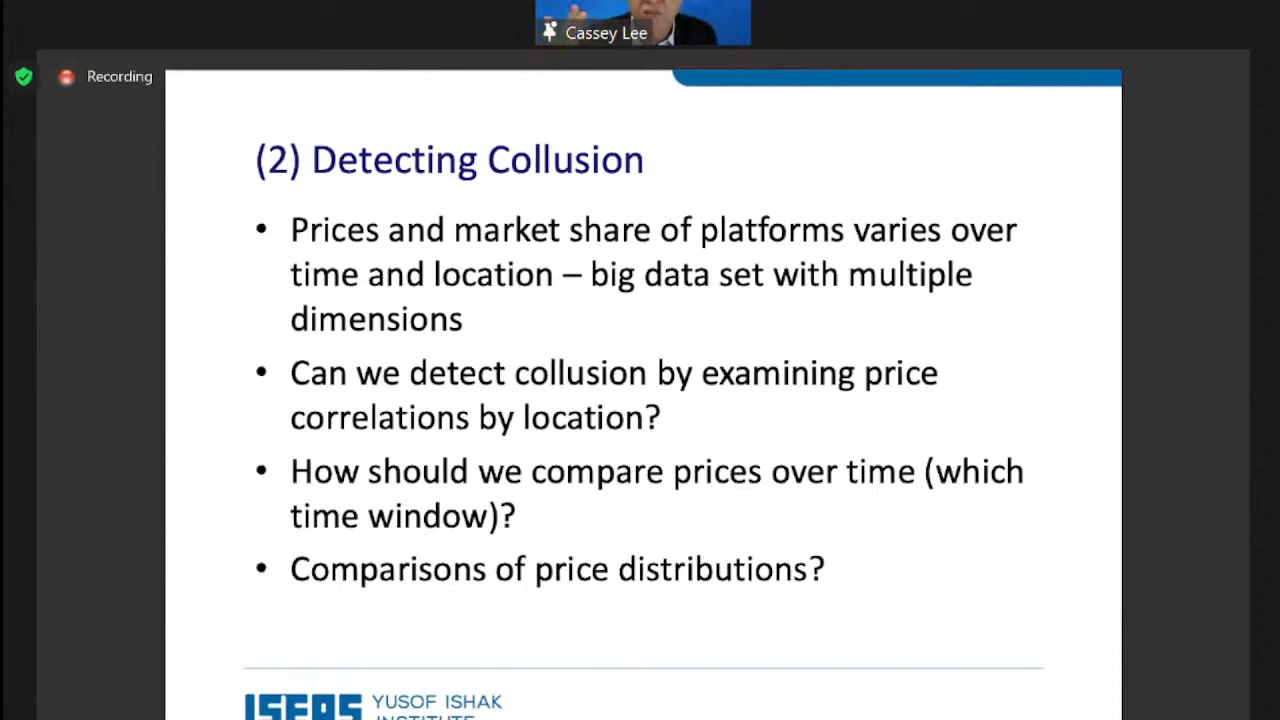 Cassey Lee
Recording
(2) Detecting Collusion
• Prices and market share of platforms varies over
time and location – big data set with multiple
dimensions
• Can we detect collusion by examining price
correlations by location?
• How should we compare prices over time (which
time window)?
• Comparisons of price distributions?
ISEAS YUSOF ISHAK
INSTITUTE